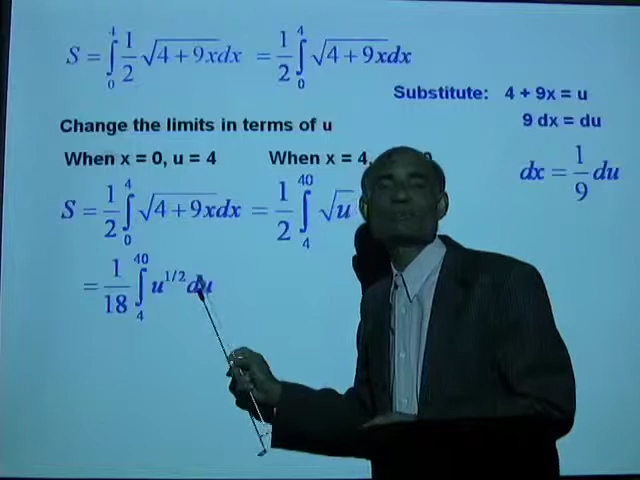 S = ∫₀⁴ 1/2 √(4 + 9x) dx = 1/2 ∫₀⁴ √(4 + 9x) dx
Substitute: 4 + 9x = u
9 dx = du
dx = 1/9 du
Change the limits in terms of u
When x = 0, u = 4 When x = 4,
S = 1/2 ∫₀⁴ √(4 + 9x) dx = 1/2 ∫₄⁴⁰ √u
= 1/18 ∫₄⁴⁰ u^1/2 du